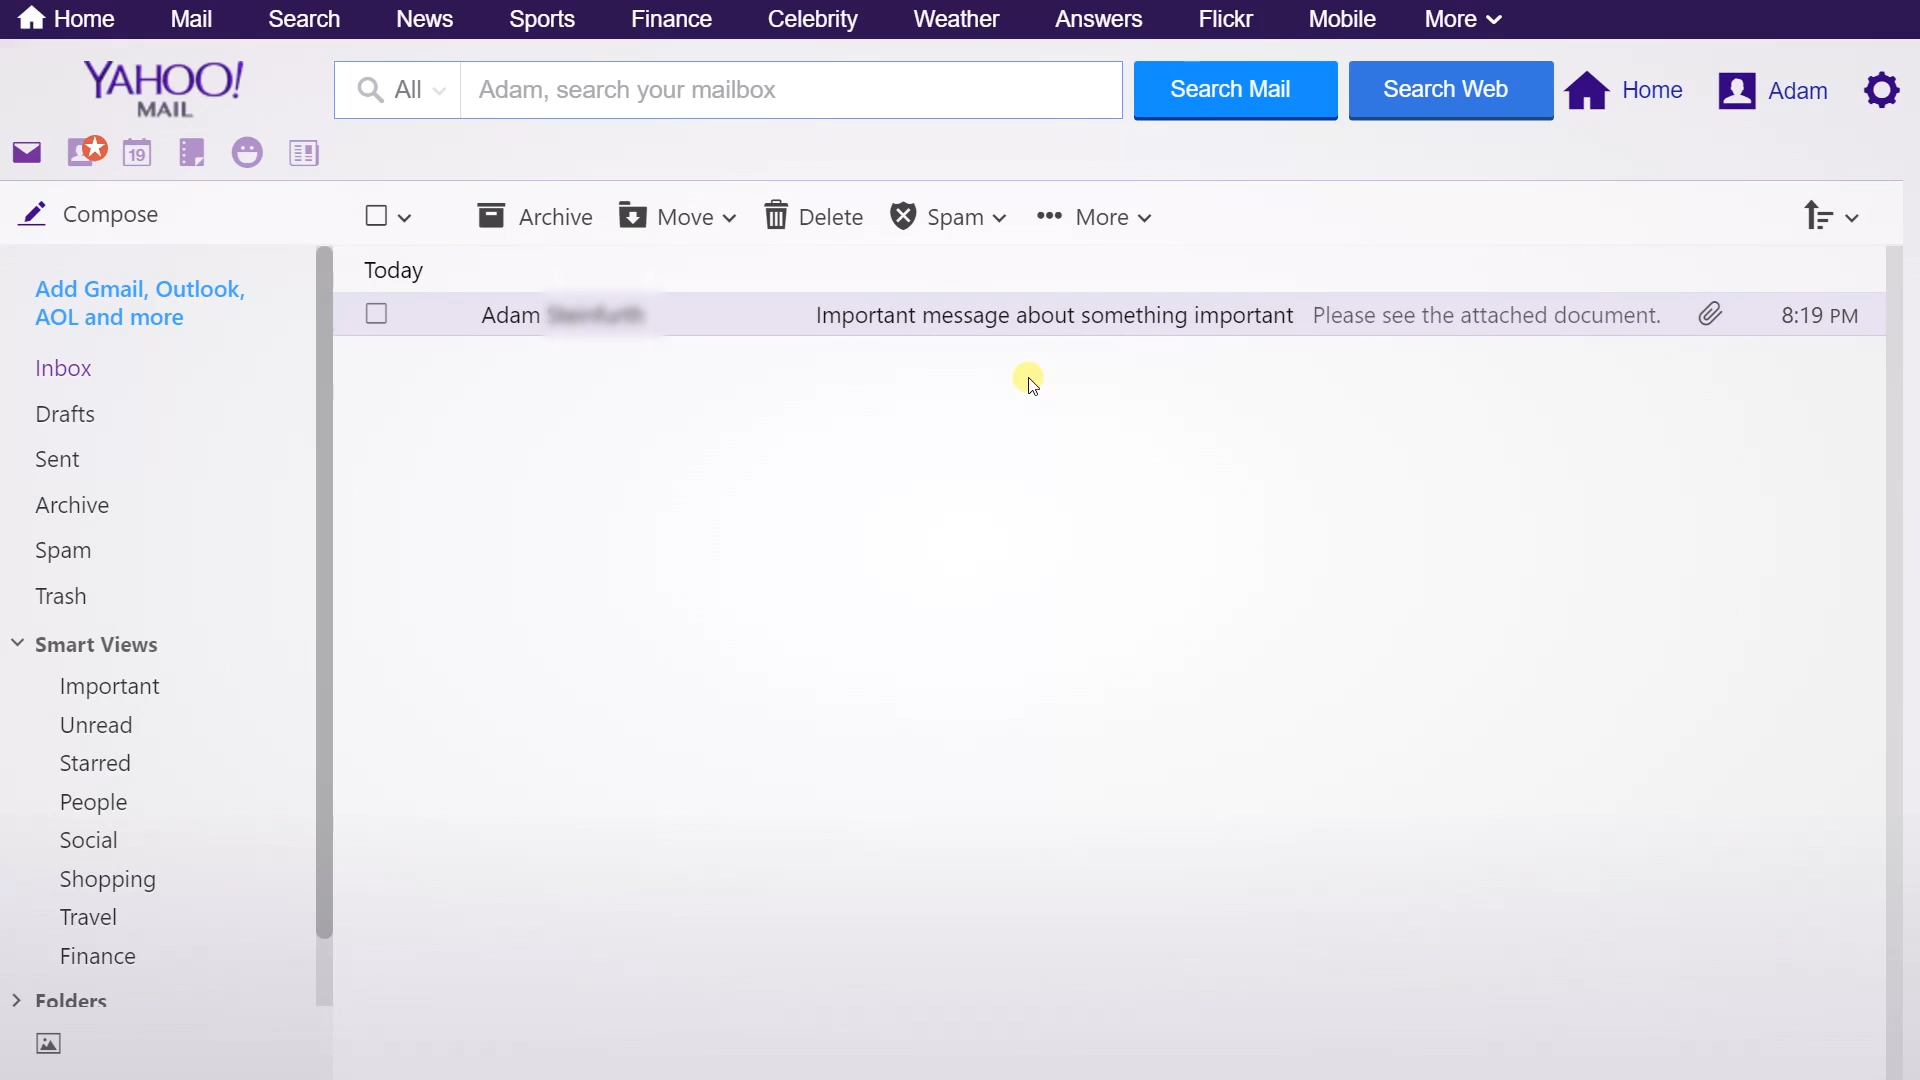 Home Mail Search News Sports Finance Celebrity Weather Answers Flickr Mobile More
YAHOO!
MAIL
All
Adam, search your mailbox
Search Mail
Search Web
Home
Adam
19
Compose
Archive Move Delete Spam More
Add Gmail, Outlook,
AOL and more
Inbox
Drafts
Sent
Archive
Spam
Trash
Smart Views
Important
Unread
Starred
People
Social
Shopping
Travel
Finance
Folders
Today
Adam Important message about something important Please see the attached document. 8:19 PM